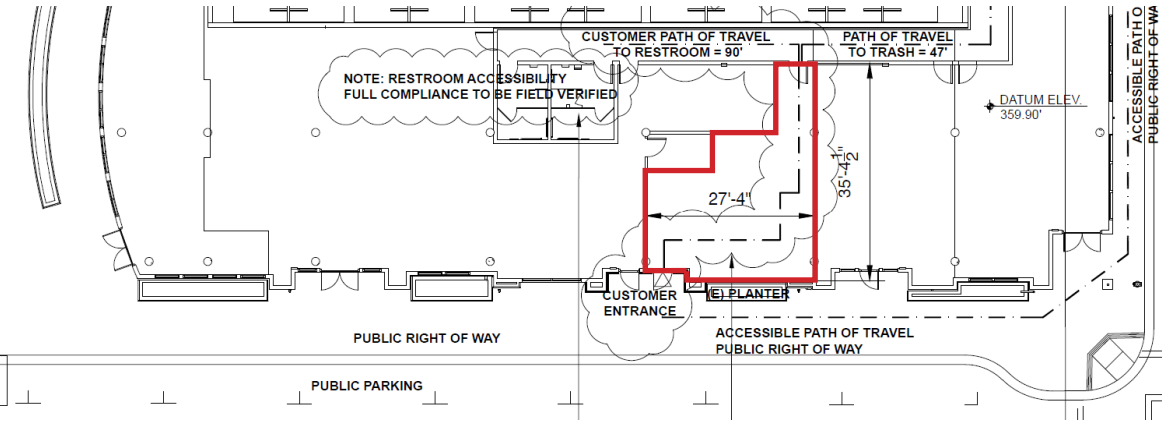 CUSTOMER PATH OF TRAVEL
TO RESTROOM = 90'
PATH OF TRAVEL
TO TRASH = 47'
NOTE: RESTROOM ACCESSIBILITY
FULL COMPLIANCE TO BE FIELD VERIFIED
DATUM ELEV.
359.90'
ACCESSIBLE PATH O
PUBLIC RIGHT OF WA
27'-4"
35'-4 1/2"
CUSTOMER
ENTRANCE
(E) PLANTER
PUBLIC RIGHT OF WAY
ACCESSIBLE PATH OF TRAVEL
PUBLIC RIGHT OF WAY
PUBLIC PARKING